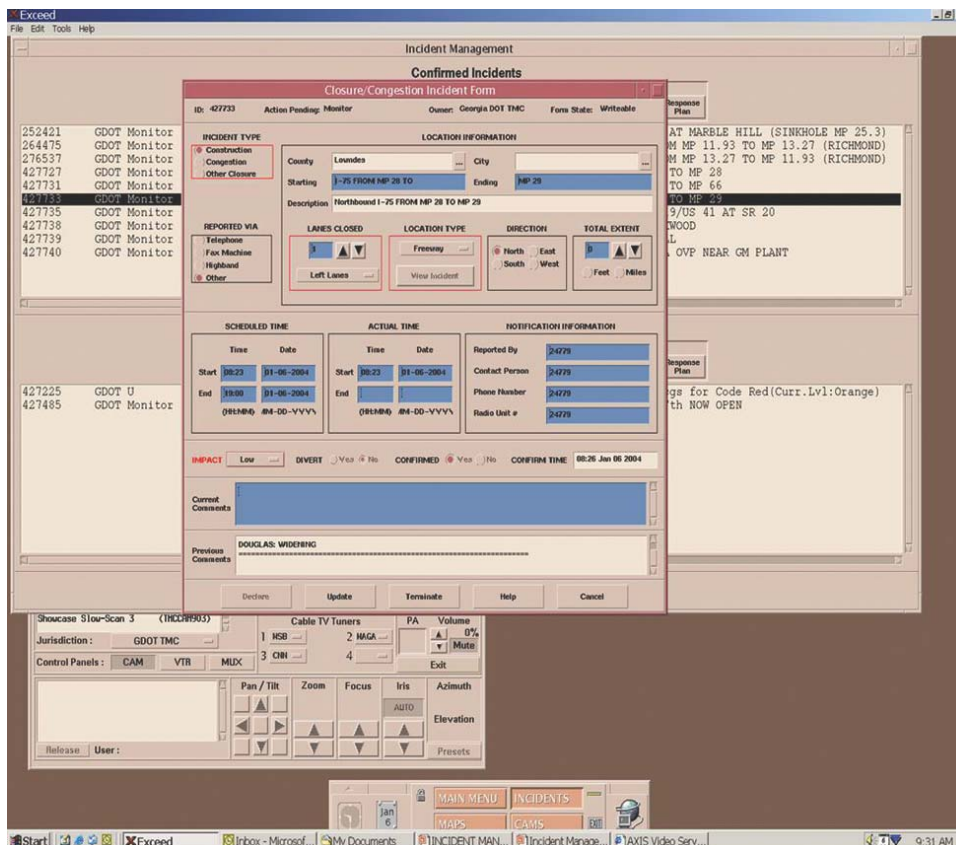 Exceed
File Edit Tools Help
Incident Management
Confirmed Incidents
Closure/Congestion Incident Form
ID: 427733 Action Pending: Monitor Owner: Georgia DOT TMC Form State: Writeable
Response Plan
252421 GDOT Monitor AT MARBLE HILL (SINKHOLE MP 25.3)
264475 GDOT Monitor OM MP 11.93 TO MP 13.27 (RICHMOND)
276537 GDOT Monitor OM MP 13.27 TO MP 11.93 (RICHMOND)
427727 GDOT Monitor TO MP 28
427731 GDOT Monitor TO MP 66
427733 GDOT Monitor TO MP 29
427735 GDOT Monitor 9/US 41 AT SR 20
427738 GDOT Monitor
427739 GDOT Monitor
427740 GDOT Monitor OVP NEAR GM PLANT
INCIDENT TYPE
Construction
Congestion
Other Closure
LOCATION INFORMATION
County Lowndes ... City ...
Starting I-75 FROM MP 28 TO Ending MP 29
Description Northbound I-75 FROM MP 28 TO MP 29
REPORTED VIA
Telephone
Fax Machine
Highband
Other
LANES CLOSED
Left Lanes
LOCATION TYPE
Freeway
View Incident
DIRECTION
North East
South West
TOTAL EXTENT
0
Feet Miles
SCHEDULED TIME
Time Date
Start 08:23 01-06-2004
End 19:00 01-06-2004
(HH:MM)
ACTUAL TIME
Time Date
Start 08:23 01-06-2004
End
(HH:MM)
NOTIFICATION INFORMATION
Reported By 24779
Contact Person 24779
Phone Number 24779
Radio Unit # 24779
Response Plan
427225 GDOT U gs for Code Red(Curr.Lvl:Orange)
427485 GDOT Monitor th NOW OPEN
IMPACT Low DIVERT Yes No CONFIRMED Yes No CONFIRM TIME 08:26 Jan 06 2004
Current Comments
Previous Comments
DOUGLAS: WIDENING
Declare Update Terminate Help Cancel
Showcase Slow-Scan 3 (TMCCAM903)
Jurisdiction : GDOT TMC
Control Panels : CAM VTR MUX
Cable TV Tuners
1 WSB 2 WAGA
3 CNN 4
PA Volume
0%
Mute
Exit
Pan / Tilt Zoom Focus Iris Azimuth
AUTO
Elevation
Presets
Release User :
Jan 6
MAIN MENU INCIDENTS
MAPS CAMS EXIT
Start Exceed Inbox - Microsof... My Documents INCIDENT MAN... Incident Manage... AXIS Video Serv... 9:31 AM